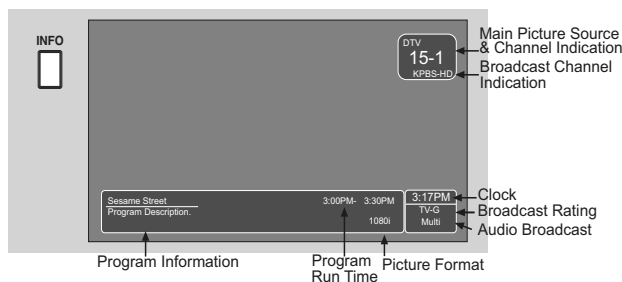 INFO
DTV
15-1
KPBS-HD
Main Picture Source
& Channel Indication
Broadcast Channel
Indication
Sesame Street
Program Description.
3:00PM- 3:30PM
1080i
3:17PM
TV-G
Multi
Clock
Broadcast Rating
Audio Broadcast
Program Information
Program
Run Time
Picture Format